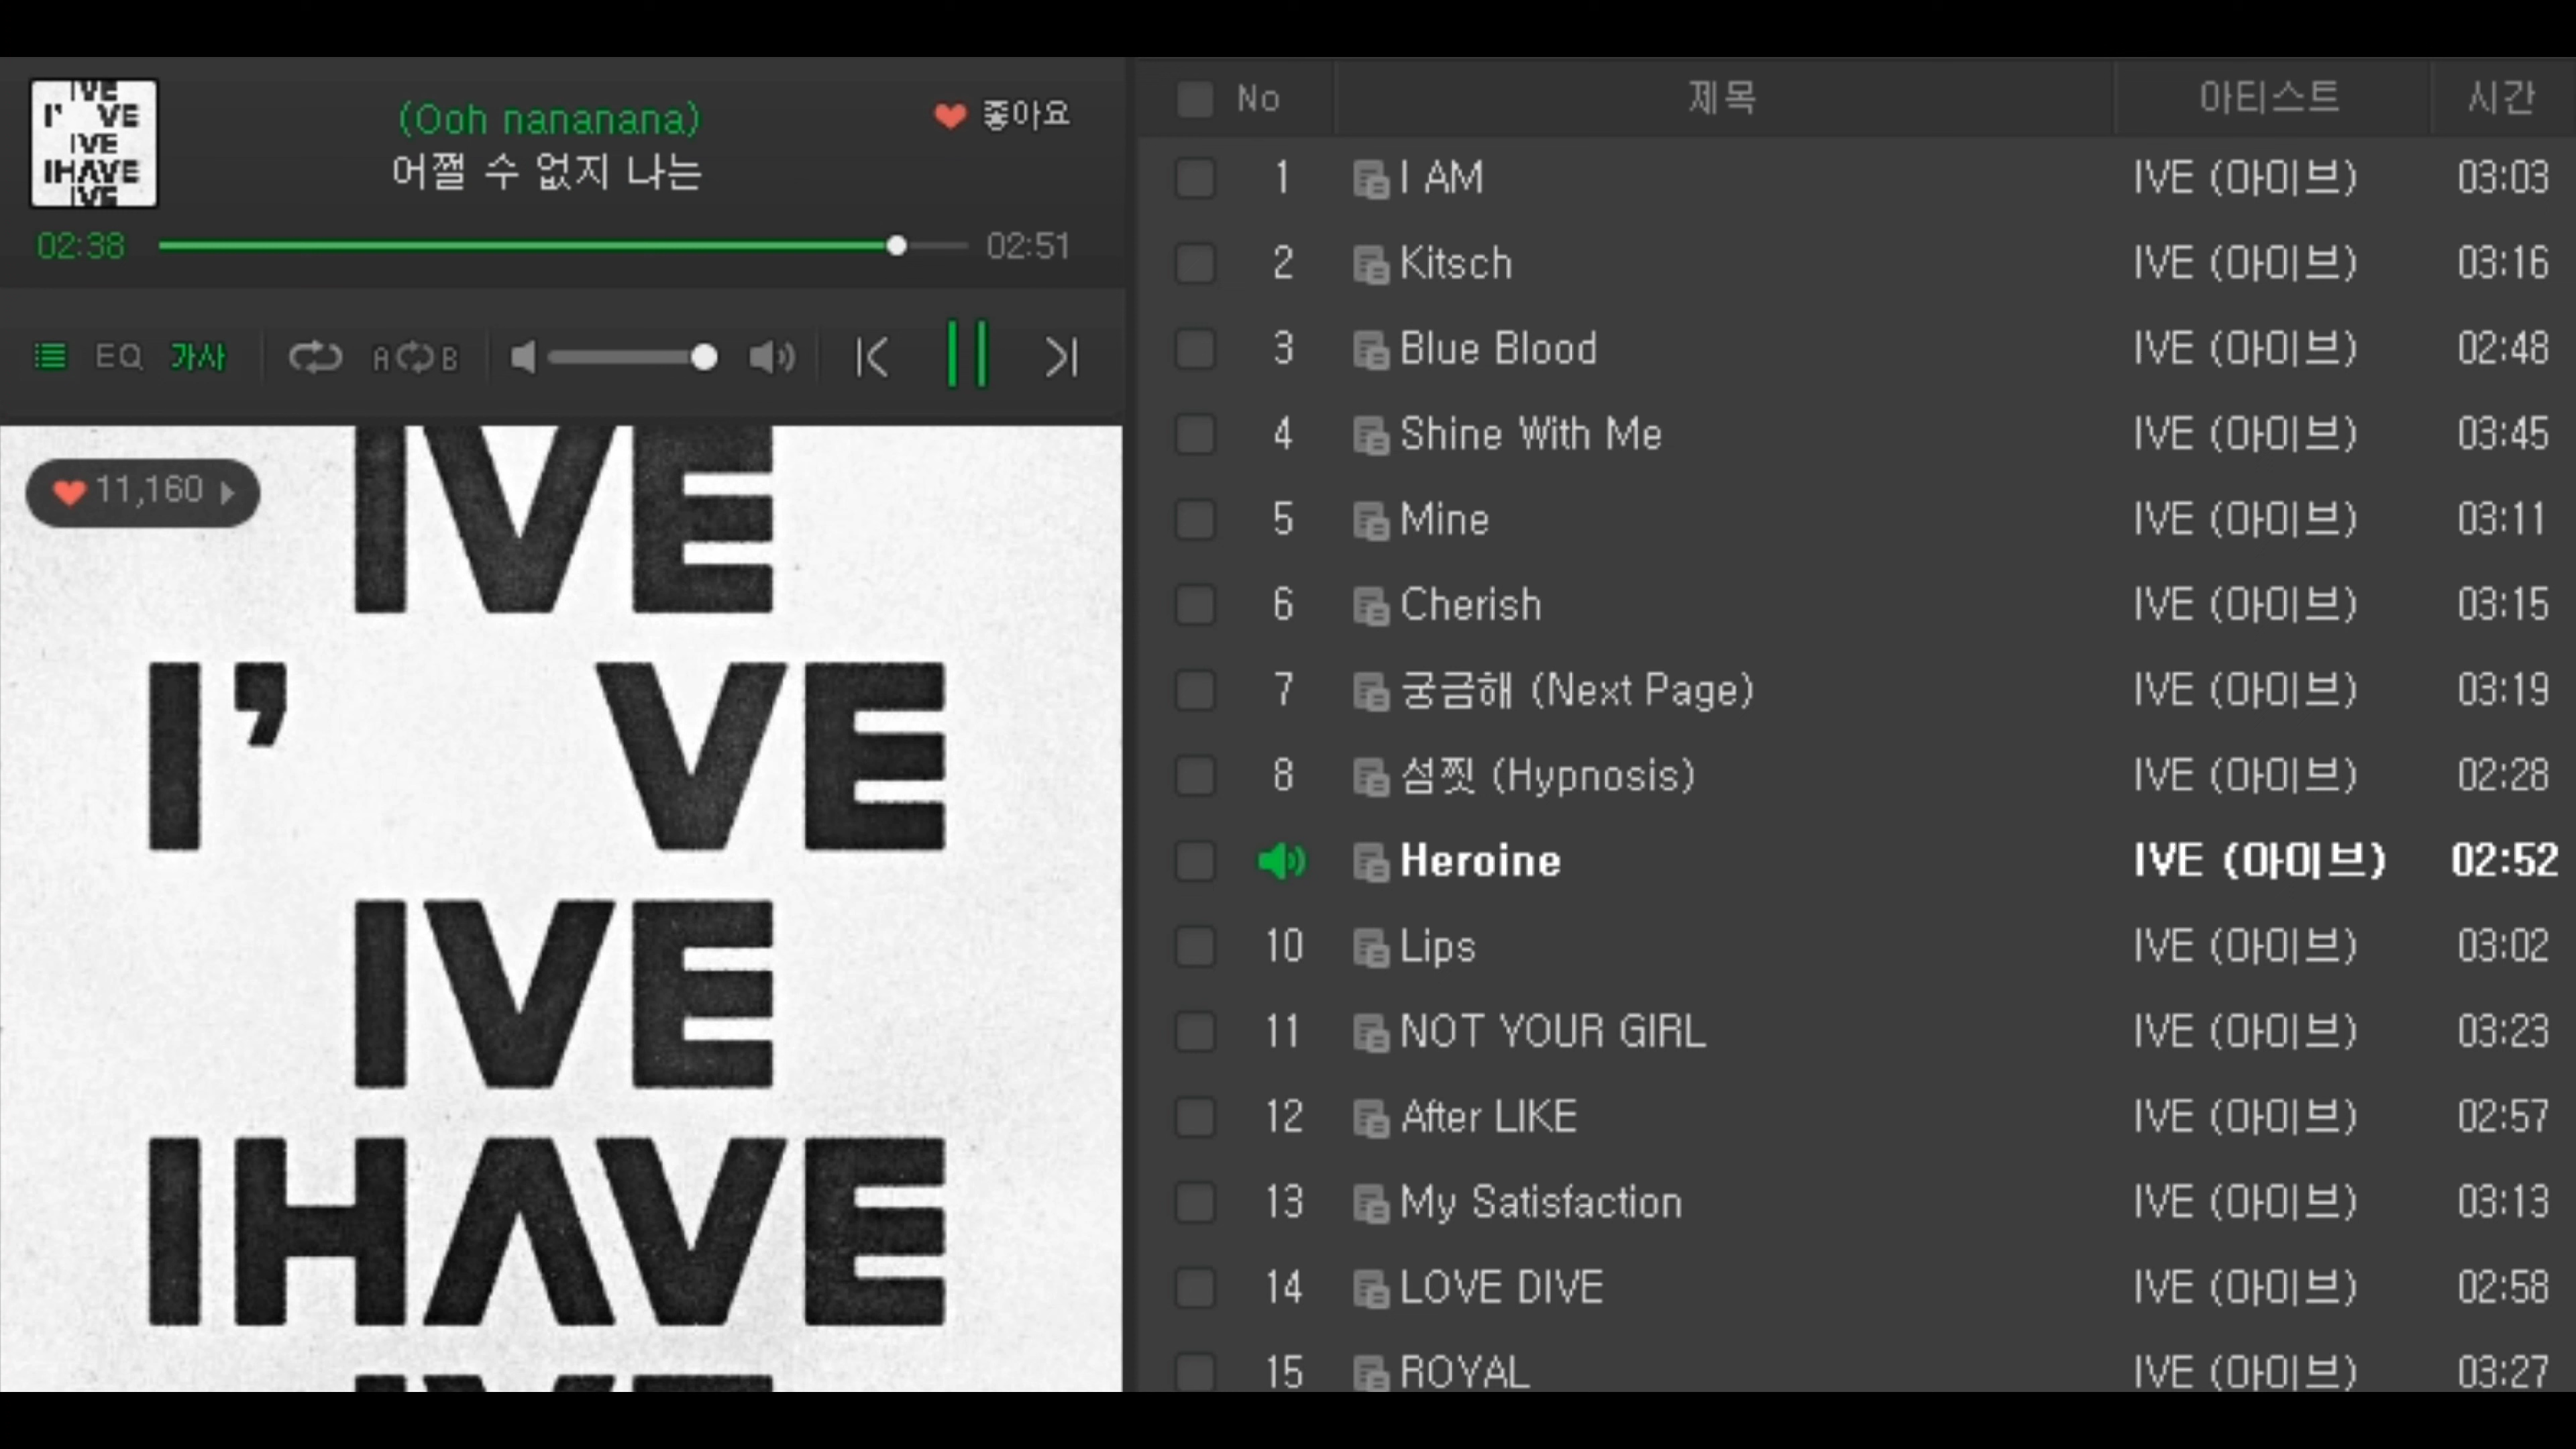 IVE
I' VE
IVE
IHAVE
IVE
(Ooh nananana)
어쩔 수 없지 나는
좋아요
02:38
02:51
EQ 가사
A B
11,160
IVE
I' VE
IVE
IHAVE
No 제목 아티스트 시간
1 I AM IVE (아이브) 03:03
2 Kitsch IVE (아이브) 03:16
3 Blue Blood IVE (아이브) 02:48
4 Shine With Me IVE (아이브) 03:45
5 Mine IVE (아이브) 03:11
6 Cherish IVE (아이브) 03:15
7 궁금해 (Next Page) IVE (아이브) 03:19
8 섬찟 (Hypnosis) IVE (아이브) 02:28
Heroine IVE (아이브) 02:52
10 Lips IVE (아이브) 03:02
11 NOT YOUR GIRL IVE (아이브) 03:23
12 After LIKE IVE (아이브) 02:57
13 My Satisfaction IVE (아이브) 03:13
14 LOVE DIVE IVE (아이브) 02:58
15 ROYAL IVE (아이브) 03:27